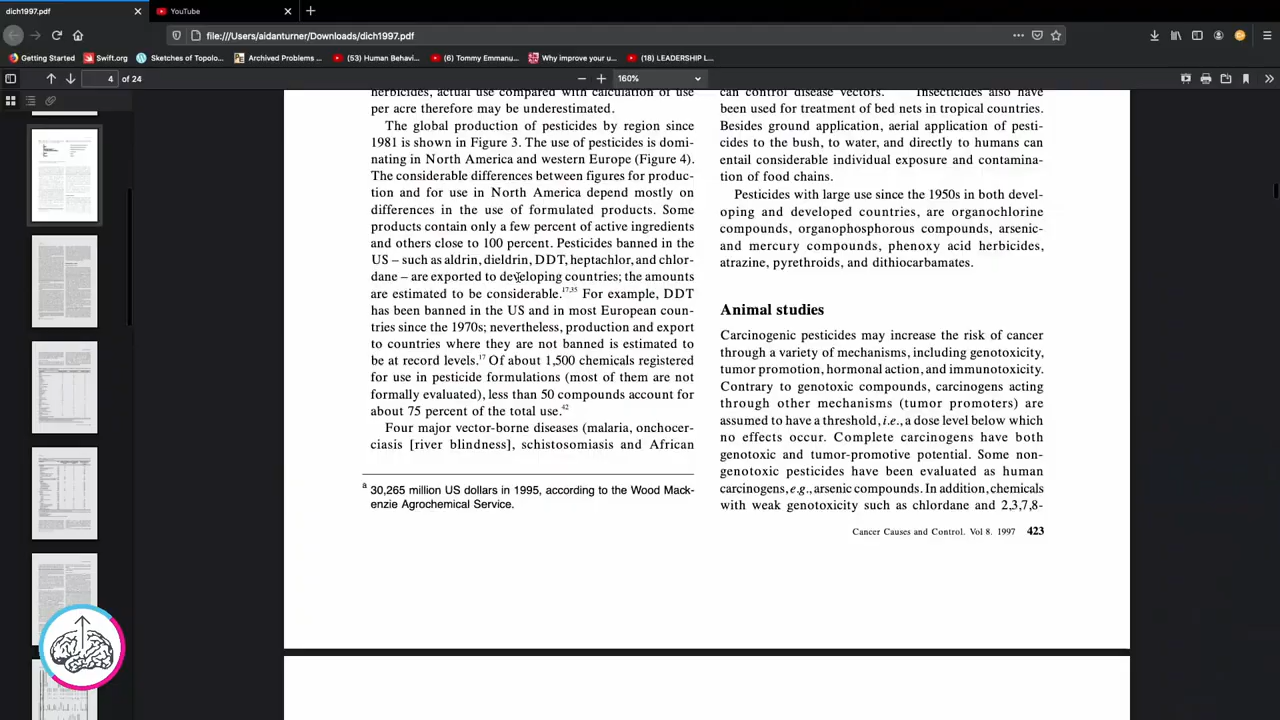 dich1997.pdf
YouTube
file:///Users/aidanturner/Downloads/dich1997.pdf
Getting Started
Swift.org
Sketches of Topolo...
Archived Problems ...
(53) Human Behavi...
(6) Tommy Emmanu...
Why improve your u...
(18) LEADERSHIP L...
4 of 24
160%
herbicides, actual use compared with calculation of use
per acre therefore may be underestimated.
The global production of pesticides by region since
1981 is shown in Figure 2. The use of pesticides is domi-
nating in North America and western Europe (Figure 4).
The considerable differences between figures for produc-
tion and for use in North America depend mostly on
differences in the use of formulated products. Some
products contain only a few percent of active ingredients
and others close to 100 percent. Pesticides banned in the
US – such as aldrin, dieldrin, DDT, heptachlor, and chlor-
dane – are exported to developing countries; the amounts
are estimated to be considerable.17,35 For example, DDT
has been banned in the US and in most European coun-
tries since the 1970s; nevertheless, production and export
to countries where they are not banned is estimated to
be at record levels.17 Of about 1,500 chemicals registered
for use in pesticide formulations (most of them are not
formally evaluated), less than 50 compounds account for
about 75 percent of the total use.42
Four major vector-borne diseases (malaria, onchocer-
ciasis [river blindness], schistosomiasis and African
a 30,265 million US dollars in 1995, according to the Wood Mack-
enzie Agrochemical Service.
can control disease vectors. Insecticides also have
been used for treatment of bed nets in tropical countries.
Besides ground application, aerial application of pesti-
cides to the bush, to water, and directly to humans can
entail considerable individual exposure and contamina-
tion of food chains.
Pesticides with large use since the 1950s in both devel-
oping and developed countries, are organochlorine
compounds, organophosphorous compounds, arsenic-
and mercury compounds, phenoxy acid herbicides,
atrazine, pyrethroids, and dithiocarbamates.
Animal studies
Carcinogenic pesticides may increase the risk of cancer
through a variety of mechanisms, including genotoxicity,
tumor promotion, hormonal action, and immunotoxicity.
Contrary to genotoxic compounds, carcinogens acting
through other mechanisms (tumor promoters) are
assumed to have a threshold, i.e., a dose level below which
no effects occur. Complete carcinogens have both
genotoxic and tumor-promotive potential. Some non-
genotoxic pesticides have been evaluated as human
carcinogens, e.g., arsenic compounds. In addition, chemicals
with weak genotoxicity such as chlordane and 2,3,7,8-
Cancer Causes and Control. Vol 8. 1997 423